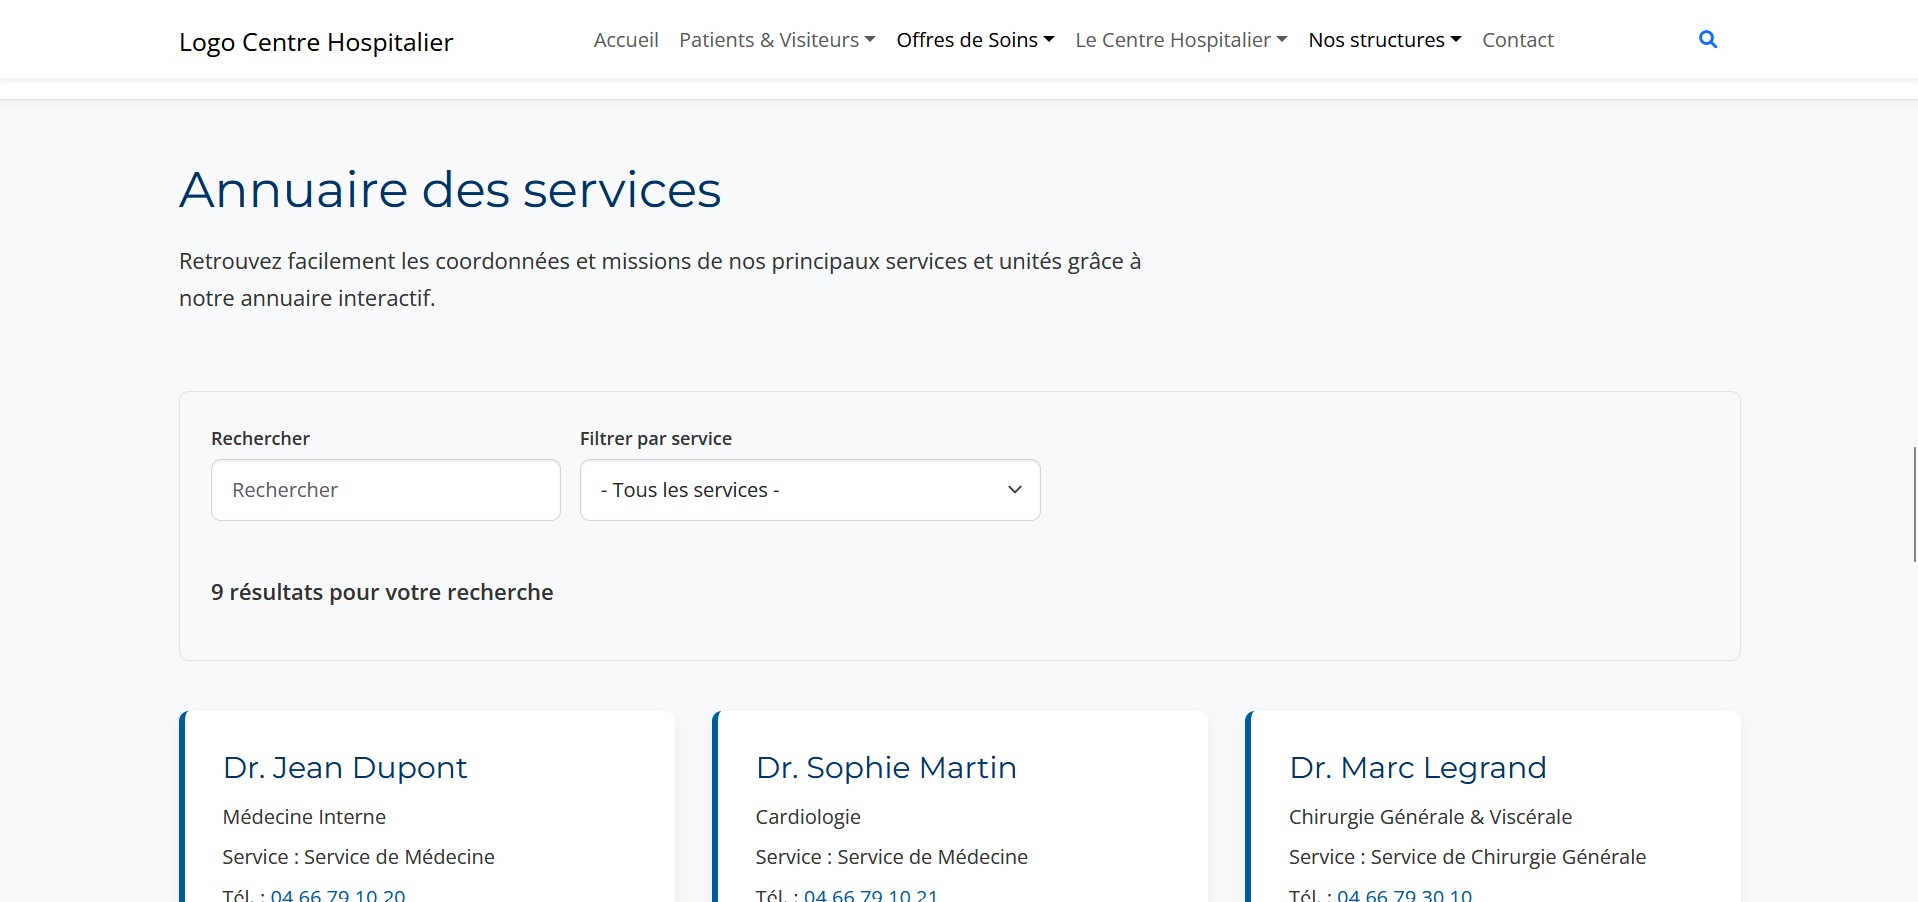 Logo Centre Hospitalier
Accueil
Patients & Visiteurs
Offres de Soins
Le Centre Hospitalier
Nos structures
Contact
Annuaire des services
Retrouvez facilement les coordonnées et missions de nos principaux services et unités grâce à
notre annuaire interactif.
Rechercher
Filtrer par service
Rechercher
- Tous les services -
9 résultats pour votre recherche
Dr. Jean Dupont
Médecine Interne
Service : Service de Médecine
Tél. : 04 66 79 10 20
Dr. Sophie Martin
Cardiologie
Service : Service de Médecine
Tél. : 04 66 79 10 21
Dr. Marc Legrand
Chirurgie Générale & Viscérale
Service : Service de Chirurgie Générale
Tél. : 04 66 79 30 10